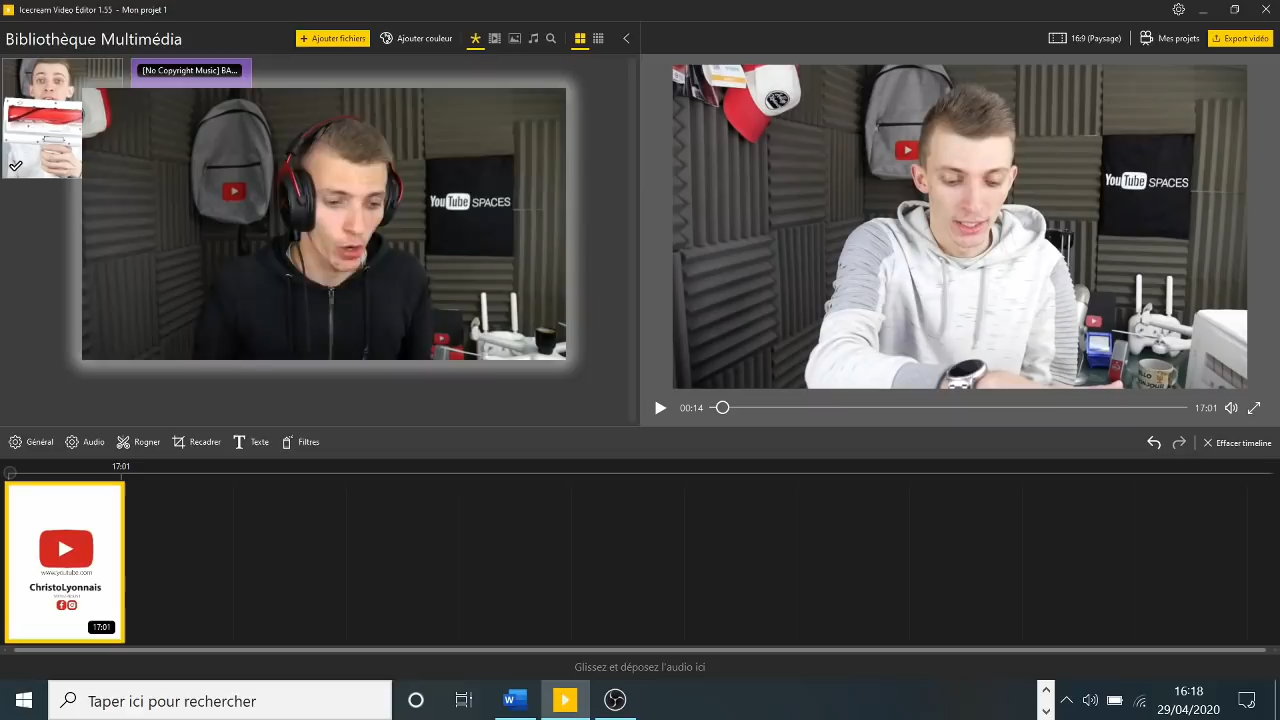 Icecream Video Editor 1.55 - Mon projet 1
Bibliothèque Multimédia
Ajouter fichiers
Ajouter couleur
16:9 (Paysage)
Mes projets
Export vidéo
[No Copyright Music] BA...
YouTube SPACES
YouTube SPACES
00:14
17:01
Général
Audio
Rogner
Recadrer
Texte
Filtres
Effacer timeline
17:01
www.youtube.com
ChristoLyonnais
17:01
Glissez et déposez l'audio ici
Taper ici pour rechercher
16:18
29/04/2020